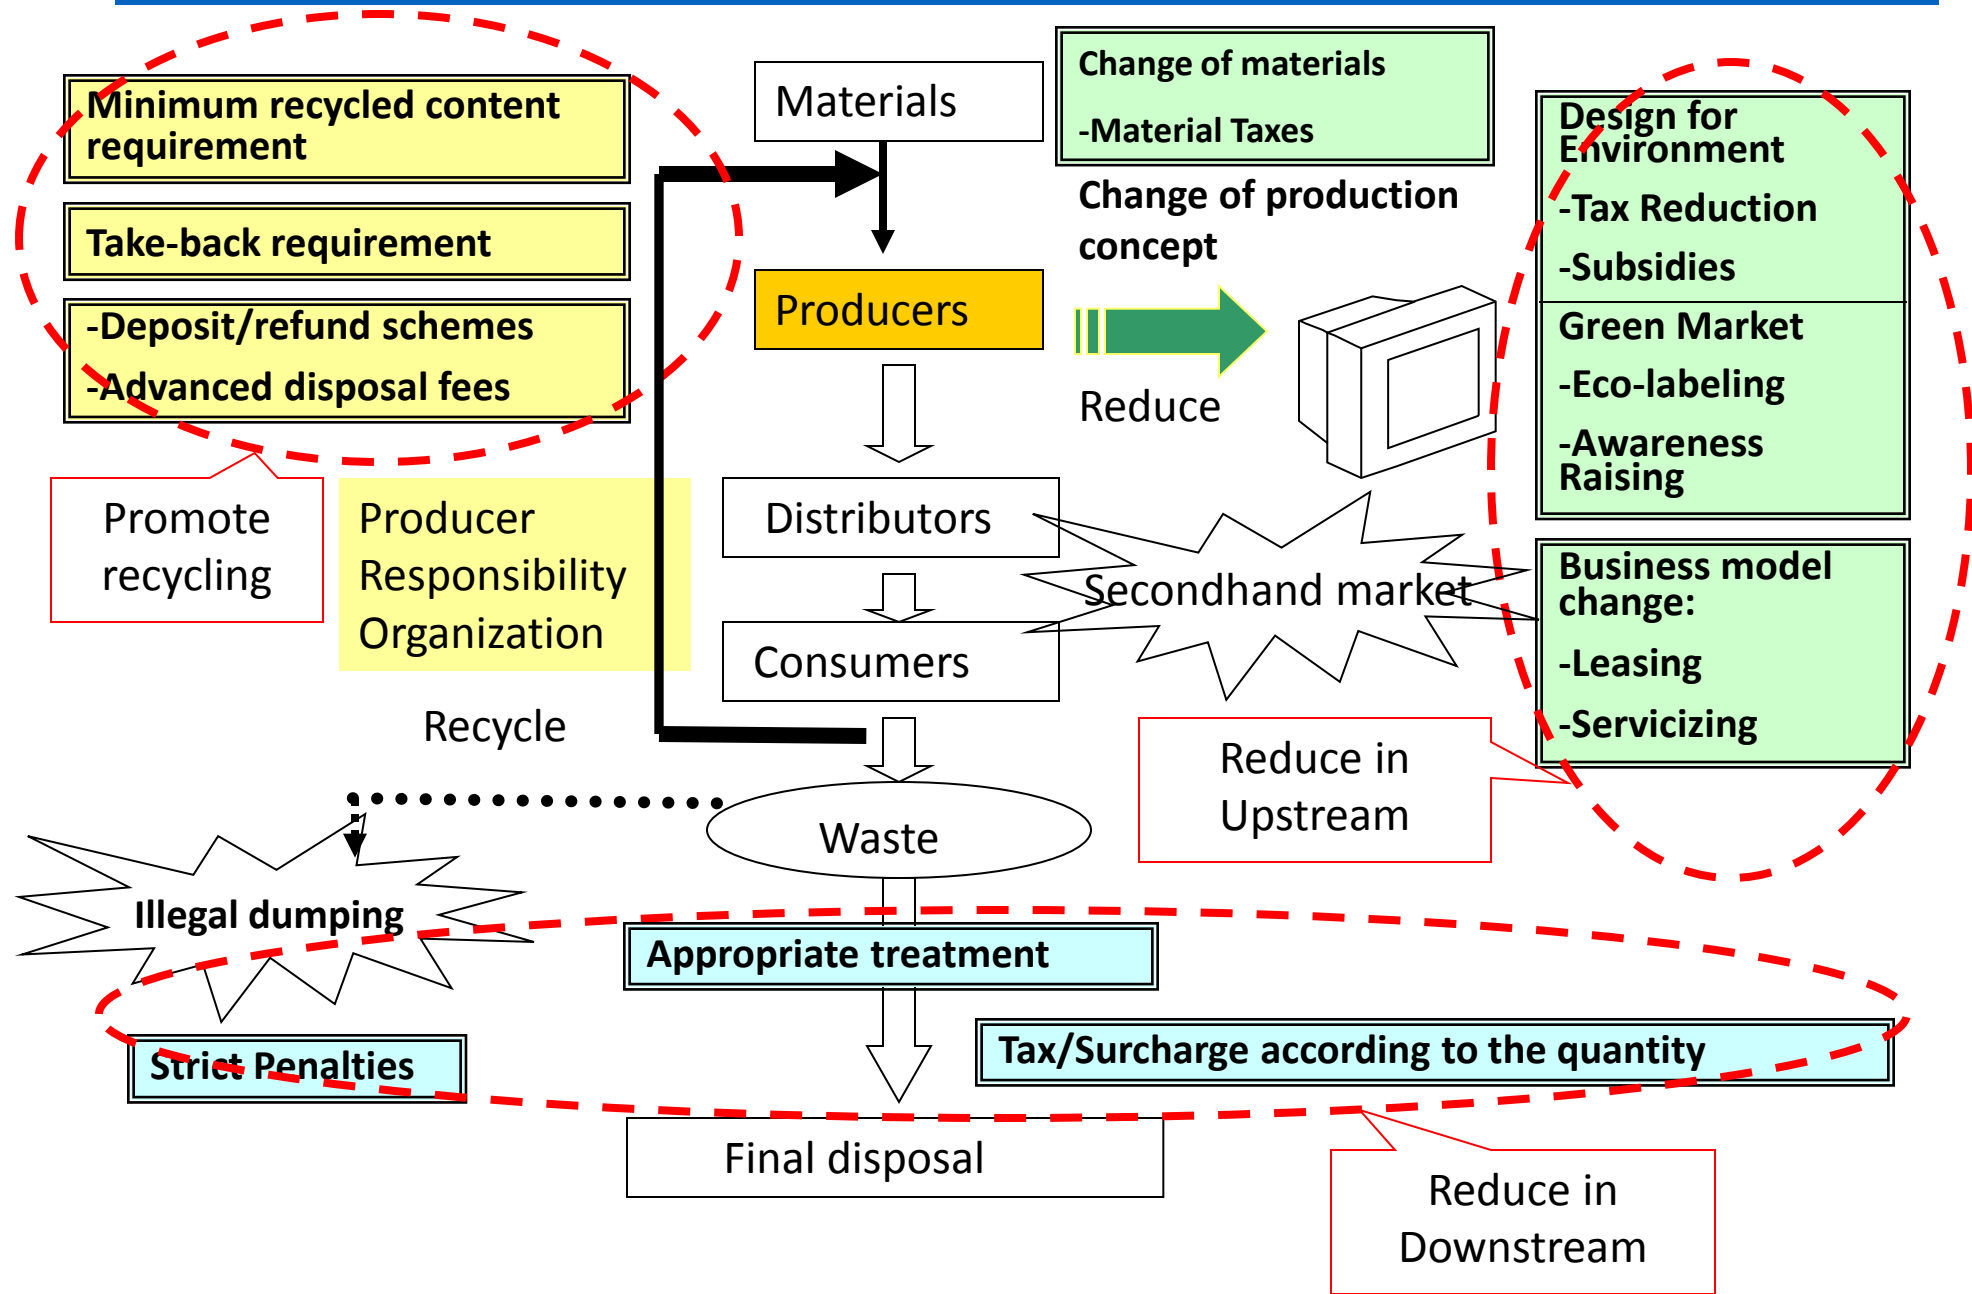 Minimum recycled content
requirement
Take-back requirement
-Deposit/refund schemes
-Advanced disposal fees
Promote
recycling
Producer
Responsibility
Organization
Recycle
Materials
Producers
Distributors
Consumers
Waste
Change of materials
-Material Taxes
Change of production
concept
Reduce
Secondhand market
Design for
Environment
-Tax Reduction
-Subsidies
Green Market
-Eco-labeling
-Awareness
Raising
Business model
change:
-Leasing
-Servicizing
Reduce in
Upstream
Illegal dumping
Appropriate treatment
Strict Penalties
Tax/Surcharge according to the quantity
Final disposal
Reduce in
Downstream